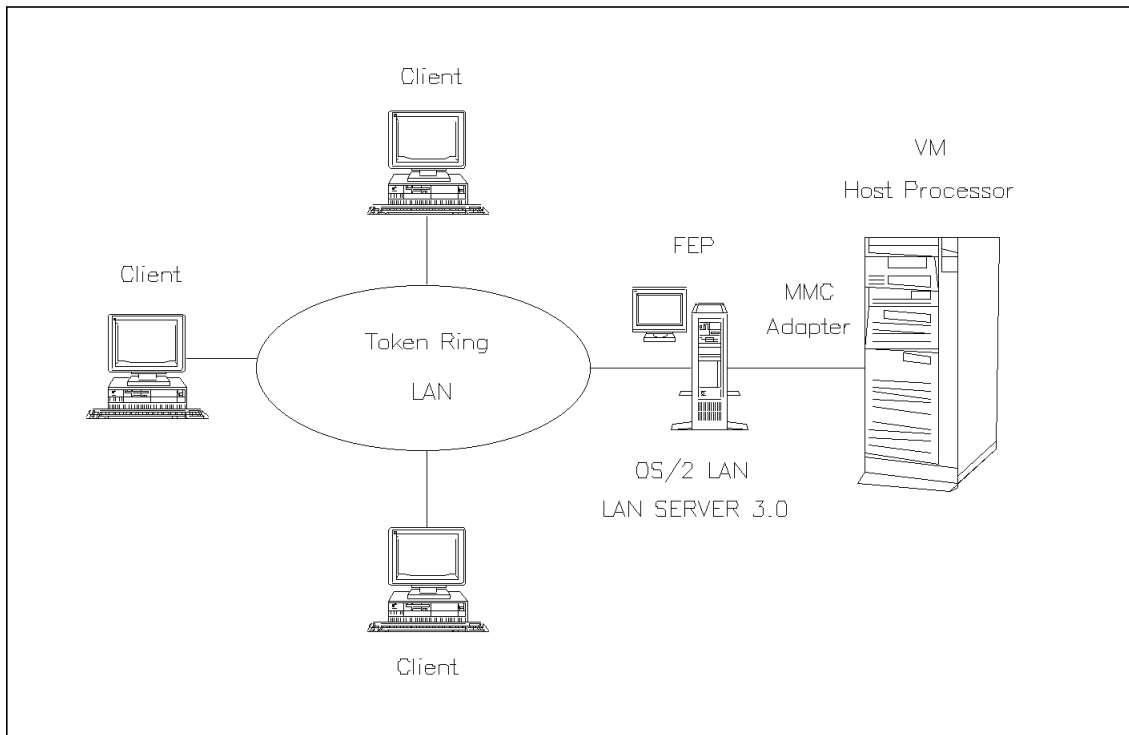 Client
VM
Host Processor
FEP
Client
MMC
Adapter
Token Ring
LAN
OS/2 LAN
LAN SERVER 3.0
Client